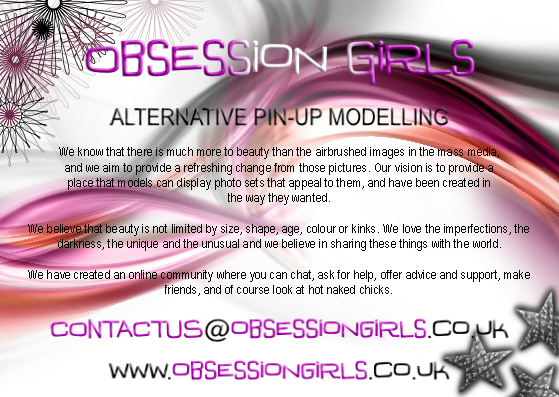 OBSESSION GIRLS
ALTERNATIVE PIN-UP MODELLING
We know that there is much more to beauty than the airbrushed images in the mass media,
and we aim to provide a refreshing change from those pictures. Our vision is to provide a
place that models can display photo sets that appeal to them, and have been created in
the way they wanted.
We believe that beauty is not limited by size, shape, age, colour or kinks. We love the imperfections, the
darkness, the unique and the unusual and we believe in sharing these things with the world.
We have created an online community where you can chat, ask for help, offer advice and support, make
friends, and of course look at hot naked chicks.
CONTACTUS@OBSESSIONGIRLS.CO.UK
WWW.OBSESSIONGIRLS.CO.UK